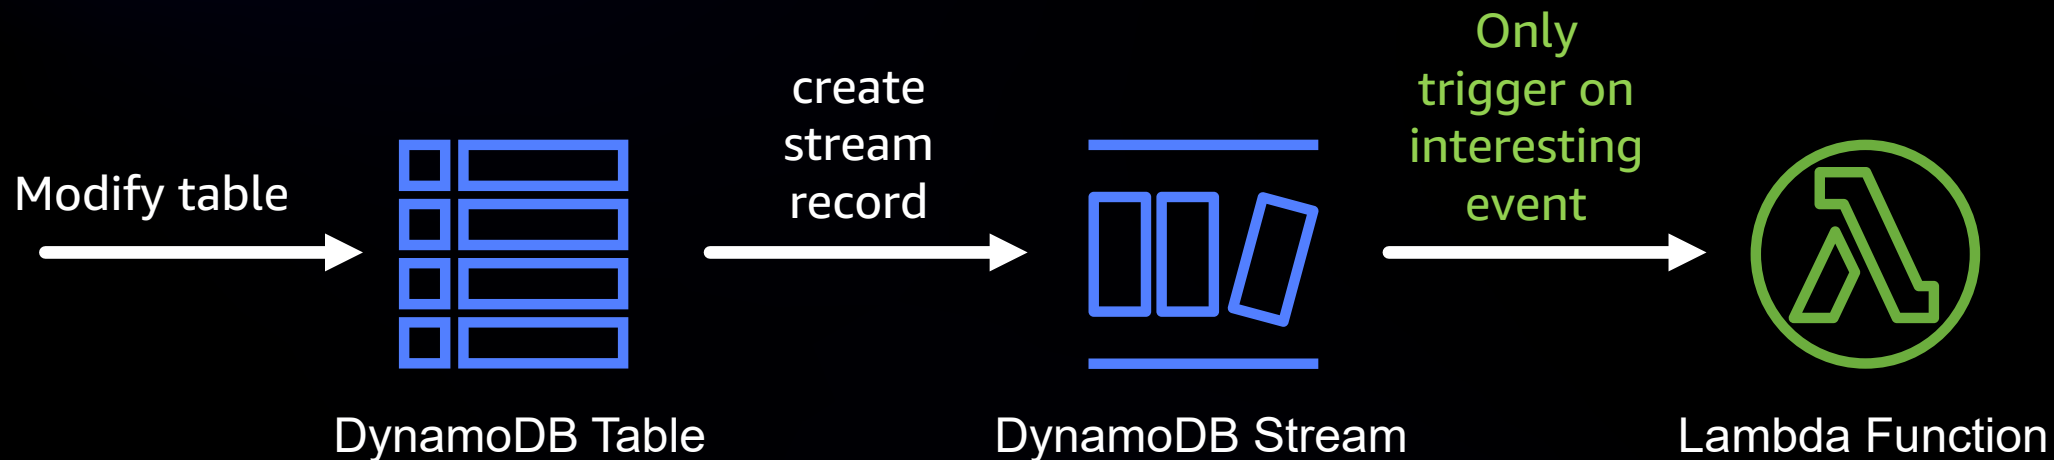 Modify table
create
stream
record
Only
trigger on
interesting
event
DynamoDB Table
DynamoDB Stream
Lambda Function